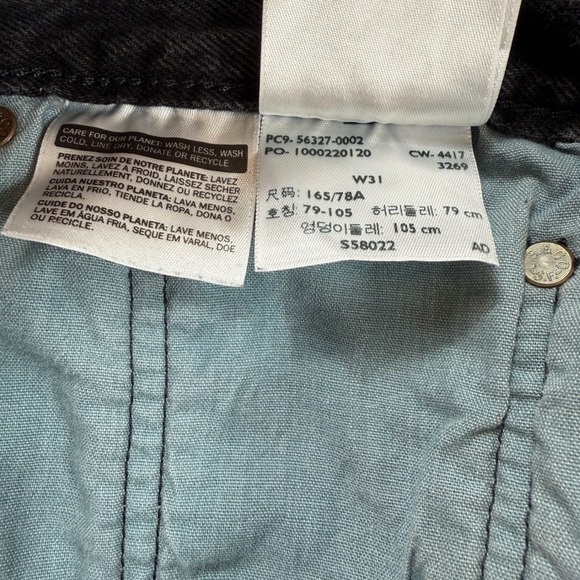 CARE FOR OUR PLANET: WASH LESS, WASH
COLD, LINE DRY, DONATE OR RECYCLE
PRENEZ SOIN DE NOTRE PLANETE: LAVEZ
MOINS, LAVEZ A FROID, LAISSEZ SECHER
NATURELLEMENT, DONNEZ OU RECYCLEZ
CUIDA NUESTRO PLANETA: LAVA MENOS,
LAVA EN FRIO, TIENDE LA ROPA, DONA O
RECICLA.
CUIDE DO NOSSO PLANETA: LAVE MENOS,
LAVE EM ÁGUA FRIA, SEQUE EM VARAL, DOE
OU RECICLE.
PC9- 56327-0002
PO- 1000220120 CW- 4417
3269
W31
尺码: 165/78A
호칭: 79-105 허리둘레: 79 cm
엉덩이둘레: 105 cm
S58022 AD